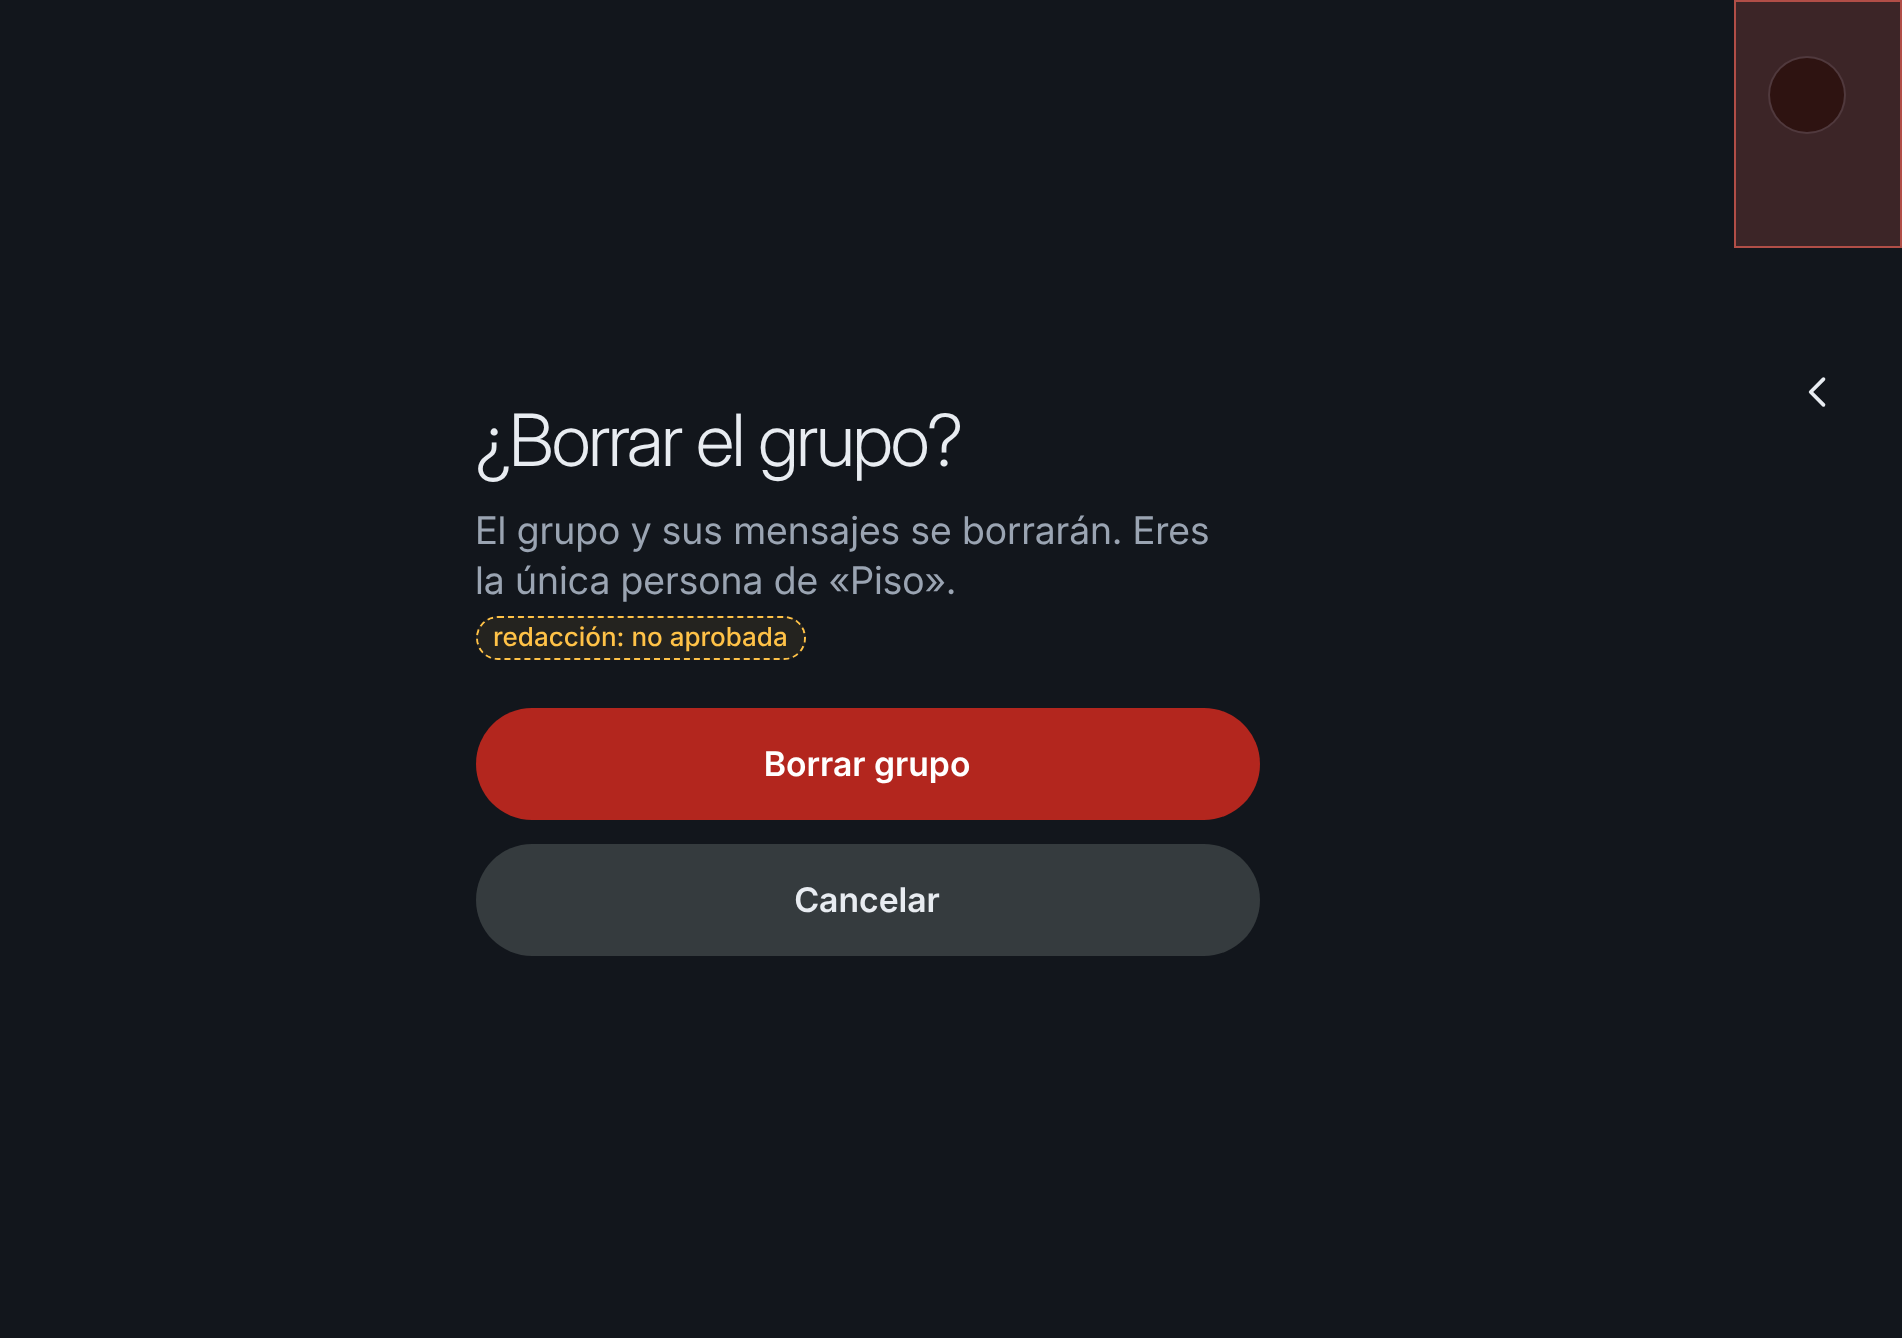 ¿Borrar el grupo?
El grupo y sus mensajes se borrarán. Eres
la única persona de «Piso».
redacción: no aprobada
Borrar grupo
Cancelar